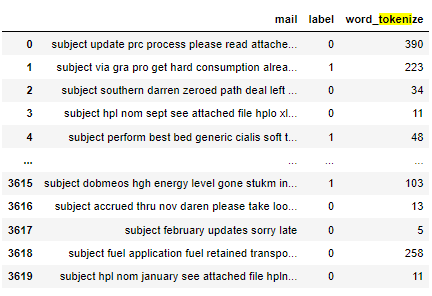 mail label word_tokenize
0 subject update prc process please read attache... 0 390
1 subject via gra pro get hard consumption alrea... 1 223
2 subject southern darren zeroed path deal left ... 0 34
3 subject hpl nom sept see attached file hplo xl... 0 11
4 subject perform best bed generic cialis soft t... 1 48
... ... ... ...
3615 subject dobmeos hgh energy level gone stukm in... 1 103
3616 subject accrued thru nov daren please take loo... 0 13
3617 subject february updates sorry late 0 5
3618 subject fuel application fuel retained transpo... 0 258
3619 subject hpl nom january see attached file hpln... 0 11